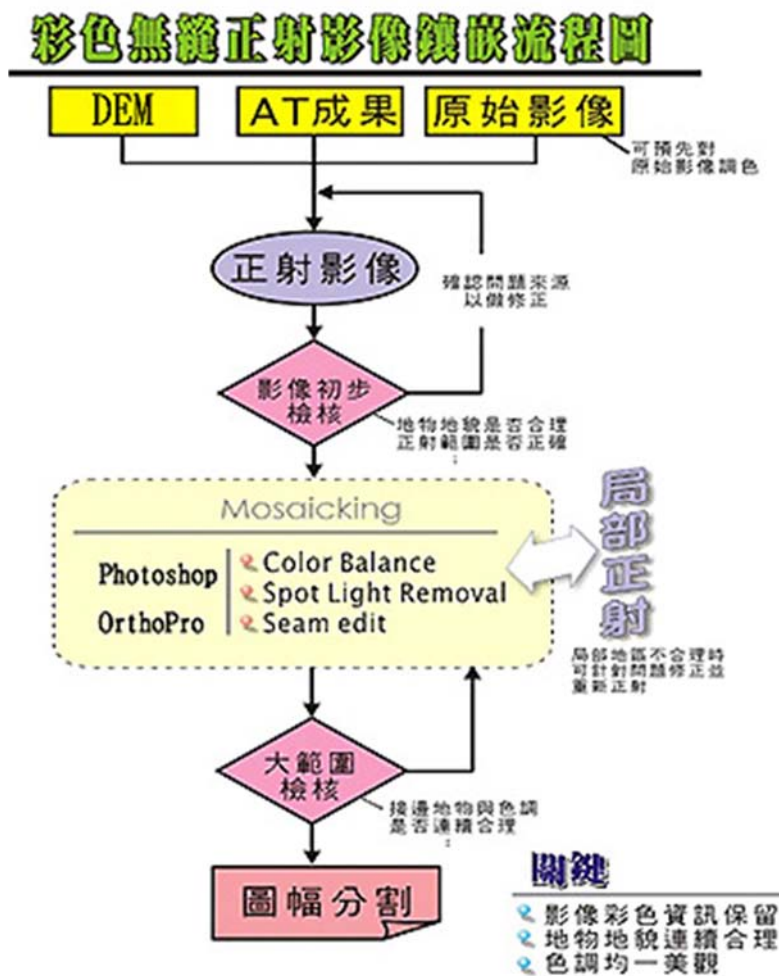 彩色無縫正射影像鑲嵌流程圖
DEM
AT成果
原始影像
可預先對
原始影像調色
正射影像
確認問題來源
以做修正
影像初步
檢核
地物地貌是否合理
正射範圍是否正確
⋮
Mosaicking
Photoshop
OrthoPro
Color Balance
Spot Light Removal
Seam edit
局部正射
局部地區不合理時
可針對問題修正並
重新正射
大範圍
檢核
接邊地物與色調
是否連續合理
⋮
圖幅分割
關鍵
影像彩色資訊保留
地物地貌連續合理
色調均一美觀